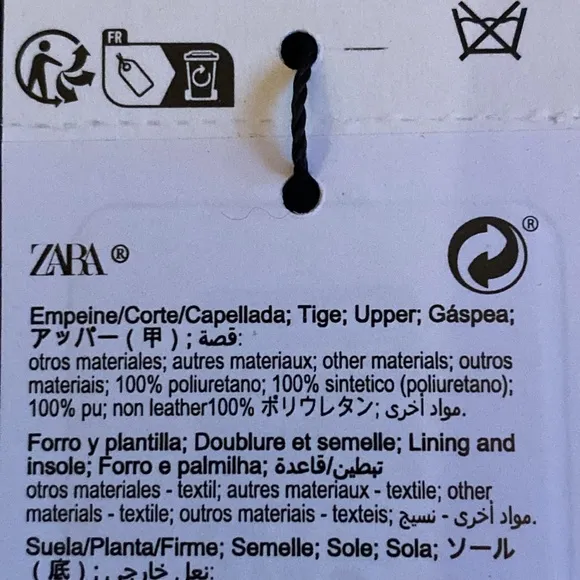 FR
ZARA ®
®
Empeine/Corte/Capellada; Tige; Upper; Gáspea;
アッパー ( 甲 ) ; قصة:
otros materiales; autres materiaux; other materials; outros
materiais; 100% poliuretano; 100% sintetico (poliuretano);
100% pu; non leather100% ポリウレタン; مواد أخرى.
Forro y plantilla; Doublure et semelle; Lining and
insole; Forro e palmilha; تبطين/قاعدة
otros materiales - textil; autres materiaux - textile; other
materials - textile; outros materiais - texteis; مواد أخرى - نسيج.
Suela/Planta/Firme; Semelle; Sole; Sola; ソール
( 底 ) ; نعل خارجي: